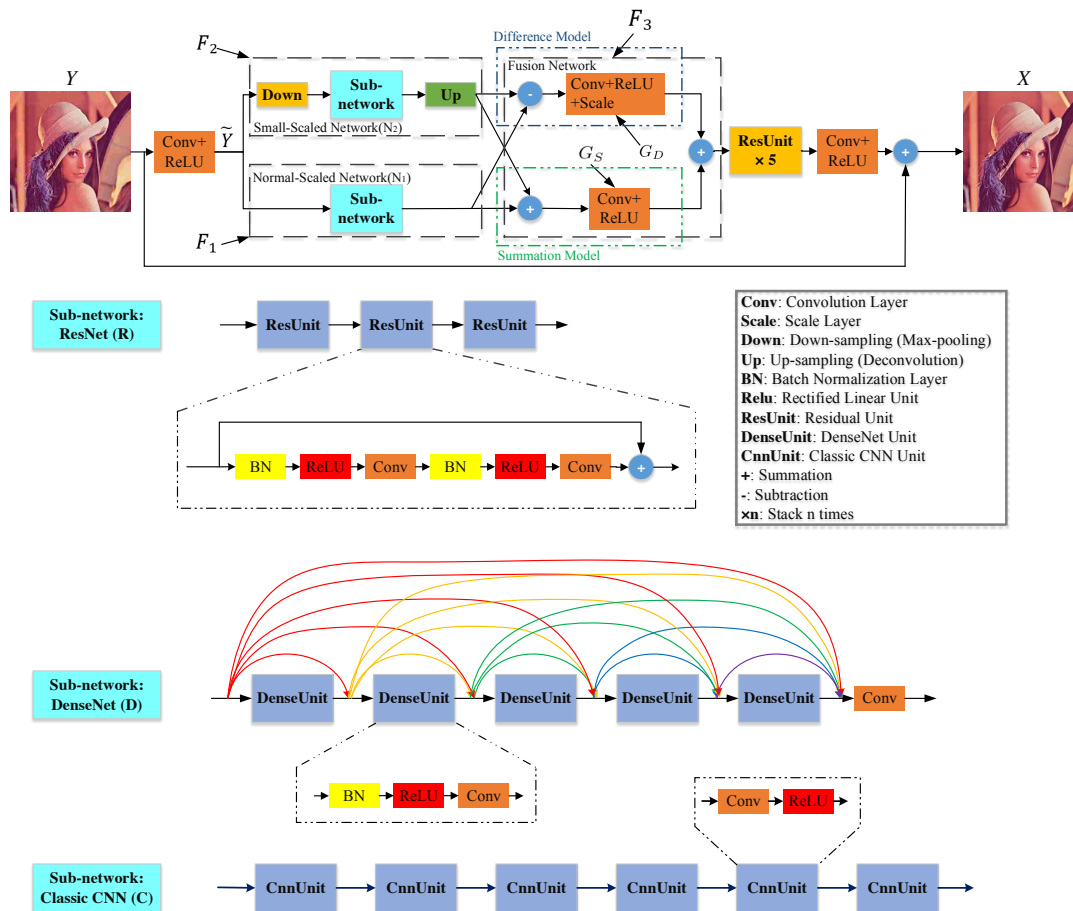 F₃
F₂
Difference Model
Y
X
Fusion Network
Down
Sub-network
Up
-
Conv+ReLU
+Scale
Small-Scaled Network(N₂)
Conv+
ReLU
Ỹ
G_S
G_D
+
ResUnit
× 5
Conv+
ReLU
+
Normal-Scaled Network(N₁)
Sub-network
+
Conv+
ReLU
F₁
Summation Model
Sub-network:
ResNet (R)
ResUnit
ResUnit
ResUnit
BN
ReLU
Conv
BN
ReLU
Conv
+
Conv: Convolution Layer
Scale: Scale Layer
Down: Down-sampling (Max-pooling)
Up: Up-sampling (Deconvolution)
BN: Batch Normalization Layer
Relu: Rectified Linear Unit
ResUnit: Residual Unit
DenseUnit: DenseNet Unit
CnnUnit: Classic CNN Unit
+: Summation
-: Subtraction
×n: Stack n times
Sub-network:
DenseNet (D)
DenseUnit
DenseUnit
DenseUnit
DenseUnit
DenseUnit
Conv
BN
ReLU
Conv
Conv
ReLU
Sub-network:
Classic CNN (C)
CnnUnit
CnnUnit
CnnUnit
CnnUnit
CnnUnit
CnnUnit